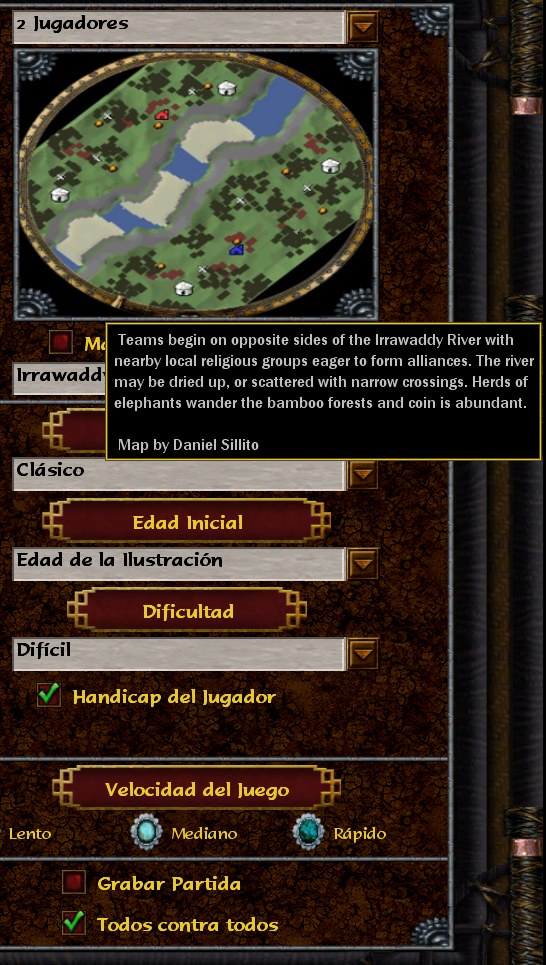 2 Jugadores
Teams begin on opposite sides of the Irrawaddy River with
nearby local religious groups eager to form alliances. The river
may be dried up, or scattered with narrow crossings. Herds of
elephants wander the bamboo forests and coin is abundant.
Map by Daniel Sillito
Irrawaddy
Clásico
Edad Inicial
Edad de la Ilustración
Dificultad
Difícil
Handicap del Jugador
Velocidad del Juego
Lento Mediano Rápido
Grabar Partida
Todos contra todos